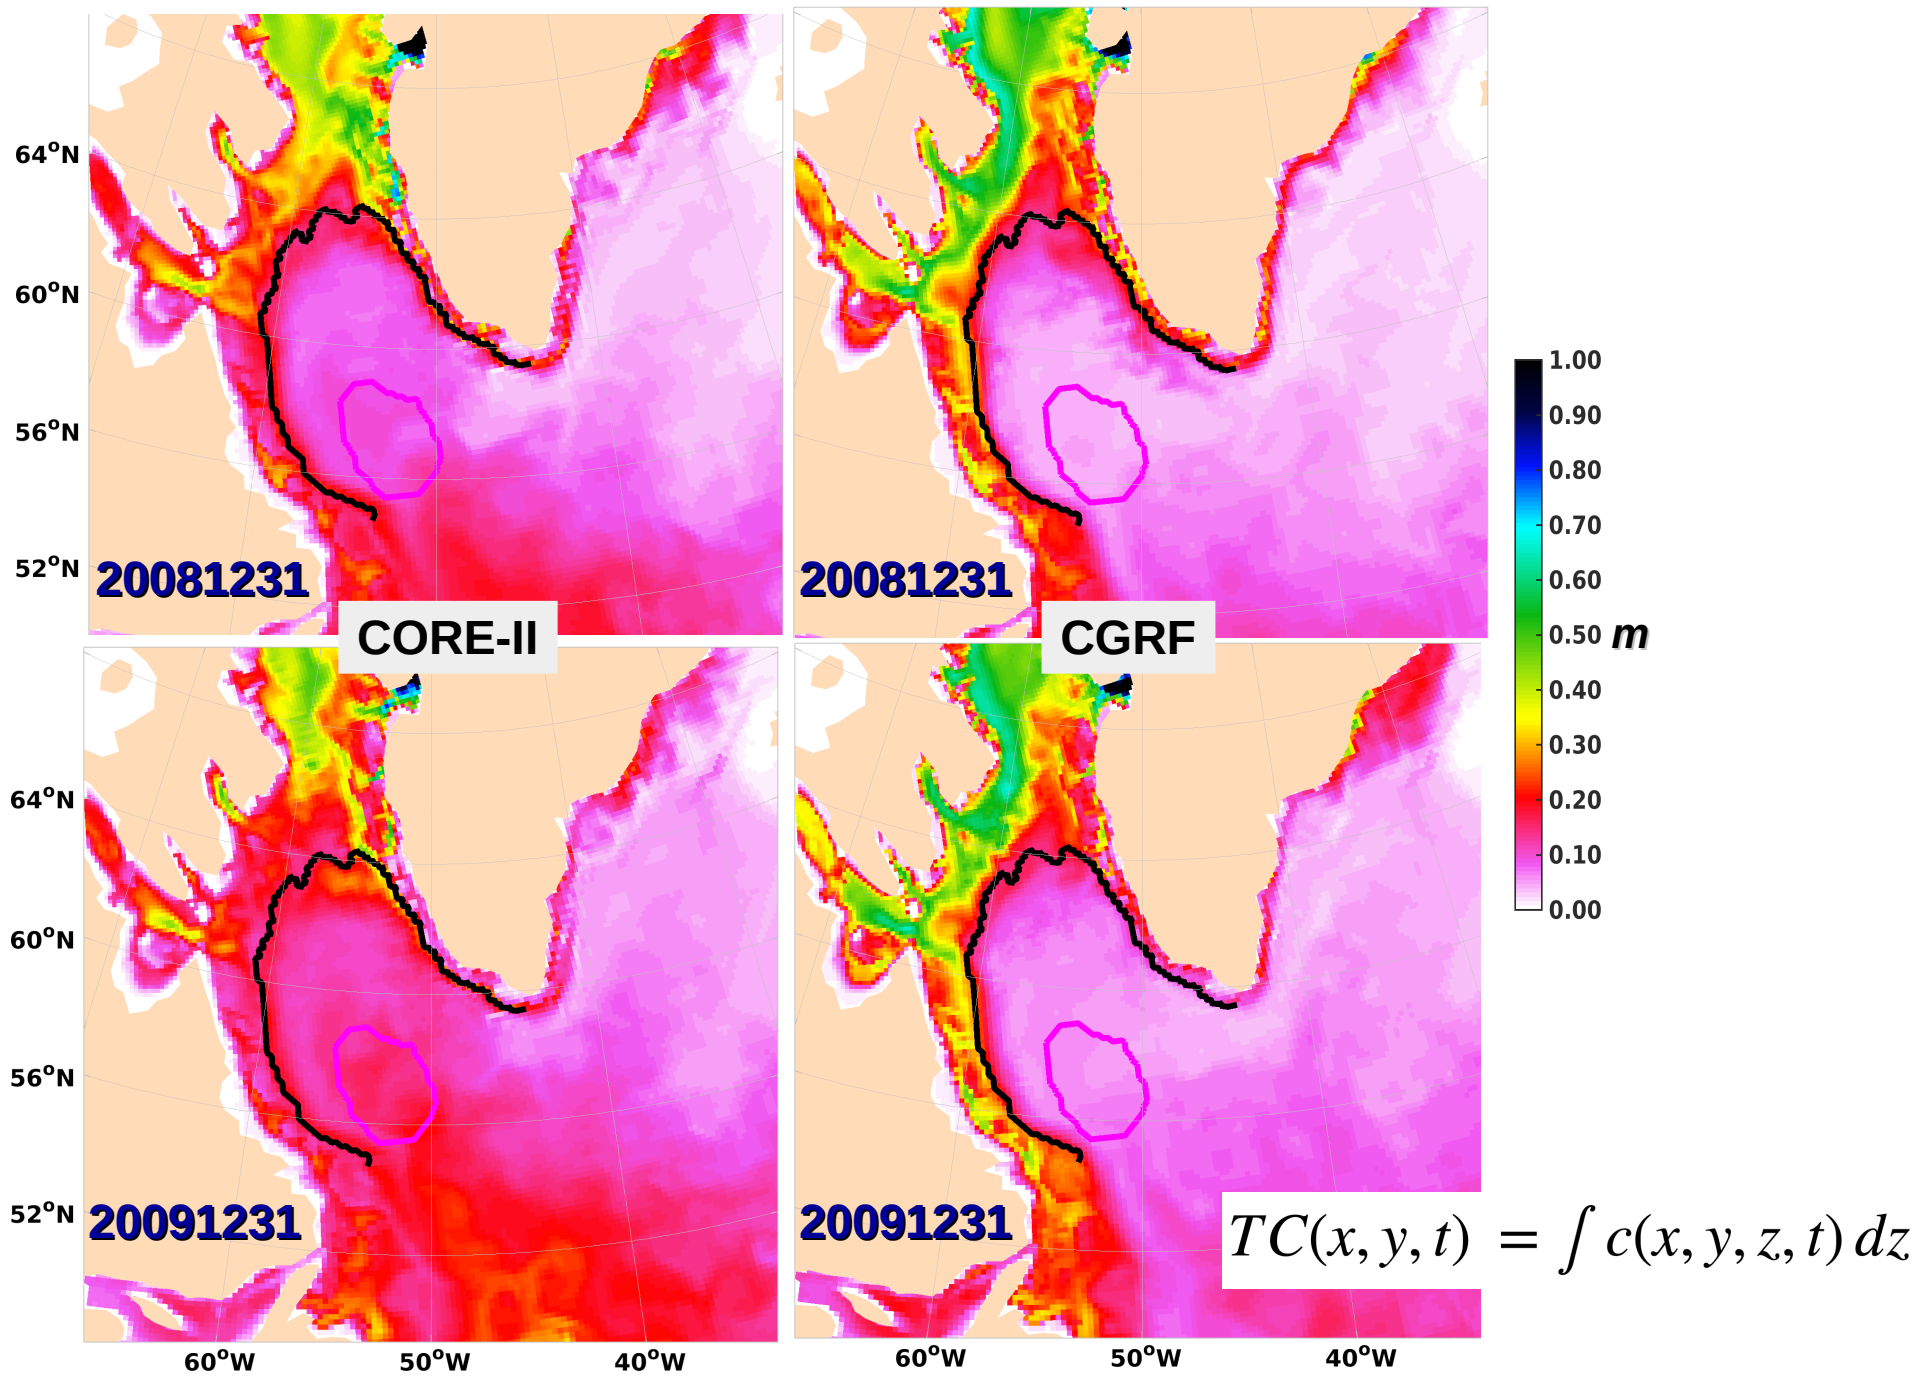 64°N
60°N
56°N
52°N
20081231
20081231
CORE-II
CGRF
1.00
0.90
0.80
0.70
0.60
0.50
0.40
0.30
0.20
0.10
0.00
m
64°N
60°N
56°N
52°N
20091231
20091231
TC(x, y, t) = ∫ c(x, y, z, t) dz
60°W
50°W
40°W
60°W
50°W
40°W